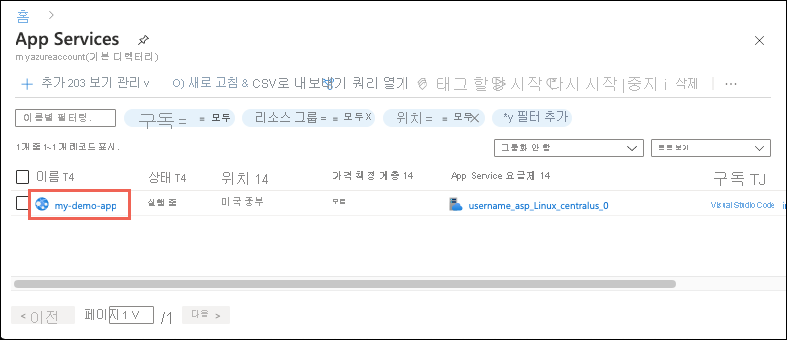 홈 >
App Services
myazureaccount(기본 디렉터리)
+ 추가 203 보기 관리 v O) 새로 고침 & CSV로 내보내기 쿼리 열기 태그 할당 시작 다시 시작 | 중지 i 삭제 ...
이름별 필터링.
구독 = = 모두
리소스 그룹 = = 모두 X
위치 = = 모두 X
*y 필터 추가
1개 중 1~1개 레코드 표시.
그룹화 안 함
목록 보기
이름 T4 상태 T4 위치 14 가격 책정 계층 14 App Service 요금제 14 구독 TJ
my-demo-app 실행 중 미국 중부 무료 username_asp_Linux_centralus_0 Visual Studio Code
< 이전 페이지 1 V /1 다음 >